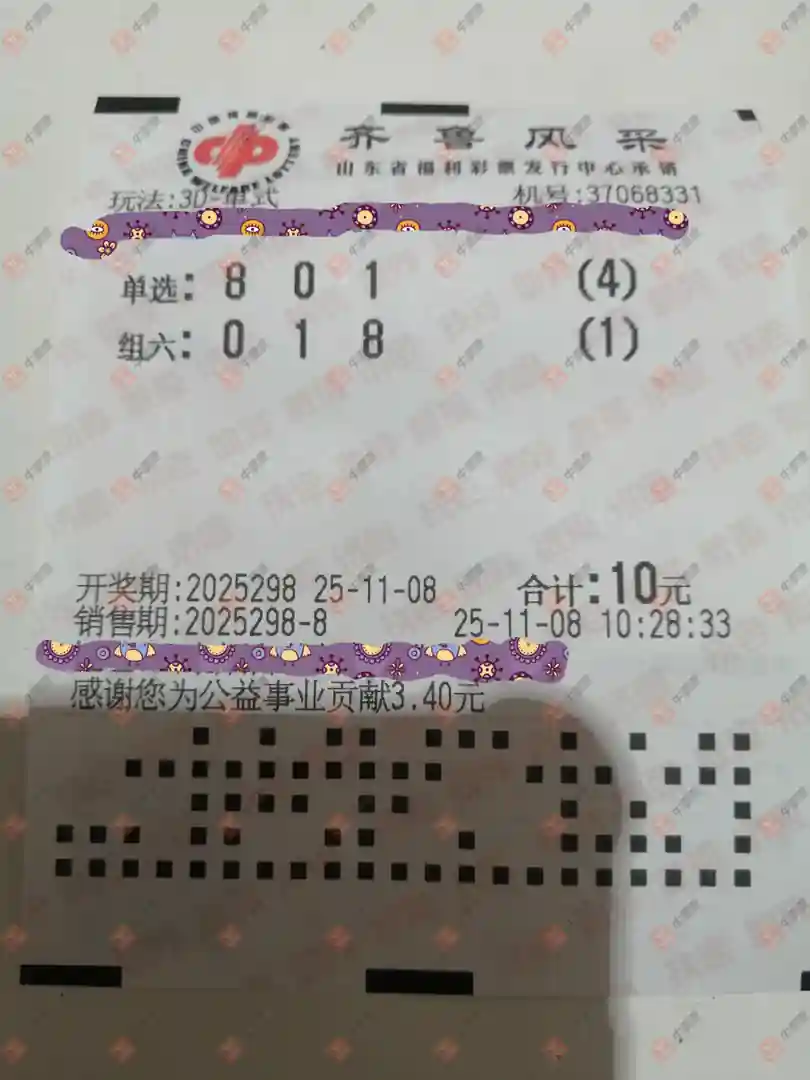 齐鲁风采
山东省福利彩票发行中心承销
玩法:3D-单式 机号:37068331
单选: 8 0 1 (4)
组六: 0 1 8 (1)
开奖期:2025298 25-11-08 合计:10元
销售期:2025298-8 25-11-08 10:28:33
感谢您为公益事业贡献3.40元